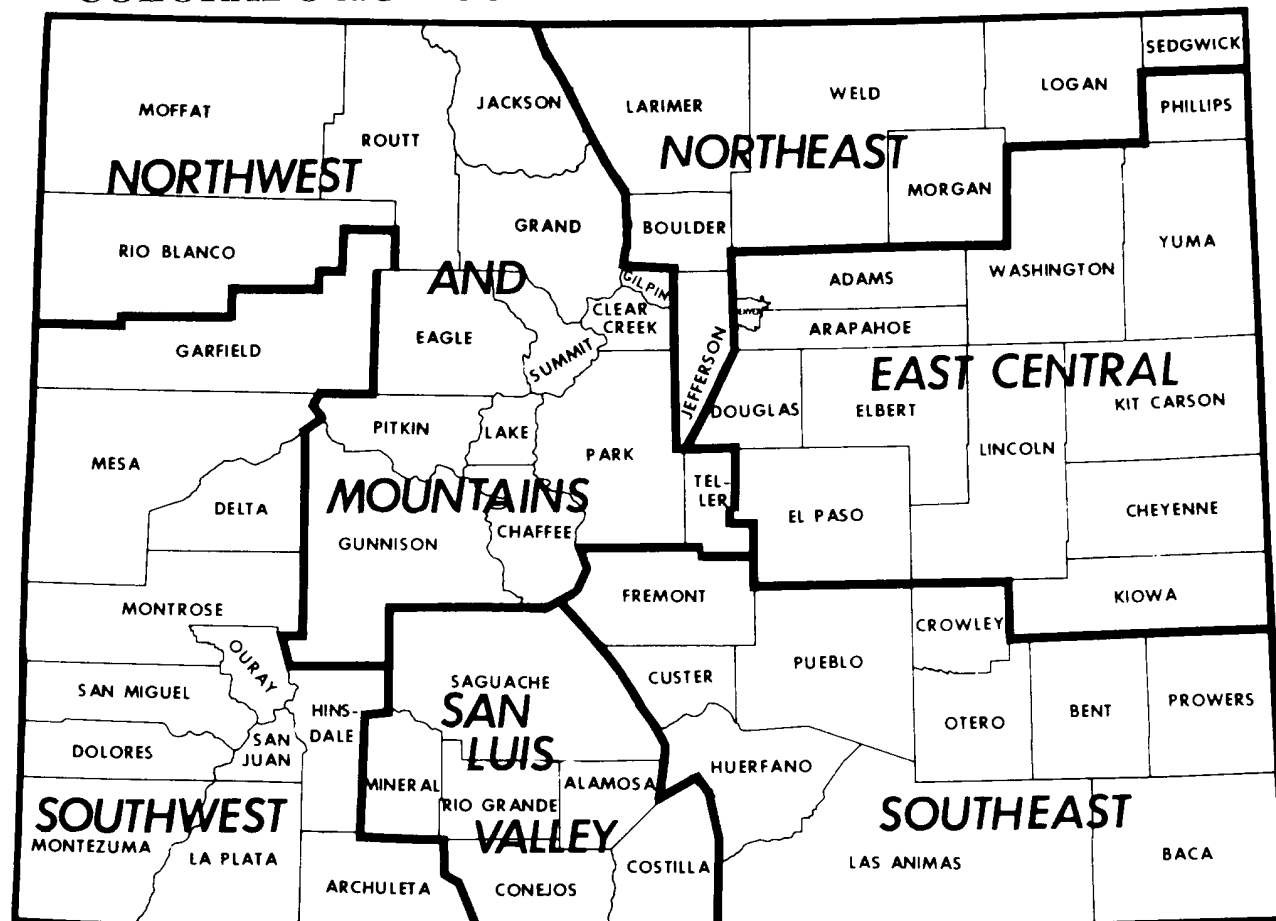 SEDGWICK
JACKSON
LARIMER
WELD
LOGAN
MOFFAT
PHILLIPS
ROUTT
NORTHWEST
NORTHEAST
MORGAN
RIO BLANCO
GRAND
BOULDER
YUMA
WASHINGTON
AND
GILPIN
ADAMS
CLEAR
CREEK
ARAPAHOE
GARFIELD
EAGLE
SUMMIT
JEFFERSON
EAST CENTRAL
DOUGLAS
ELBERT
KIT CARSON
PITKIN
LAKE
PARK
LINCOLN
MESA
TEL-
LER
DELTA
MOUNTAINS
EL PASO
CHEYENNE
GUNNISON
CHAFFEE
MONTROSE
FREMONT
KIOWA
CROWLEY
OURAY
PUEBLO
SAN MIGUEL
SAGUACHE
CUSTER
HINS-
DALE
SAN
LUIS
VALLEY
OTERO
BENT
PROWERS
DOLORES
SAN
JUAN
MINERAL
RIO GRANDE
ALAMOSA
HUERFANO
SOUTHWEST
SOUTHEAST
MONTEZUMA
LA PLATA
ARCHULETA
CONEJOS
COSTILLA
LAS ANIMAS
BACA